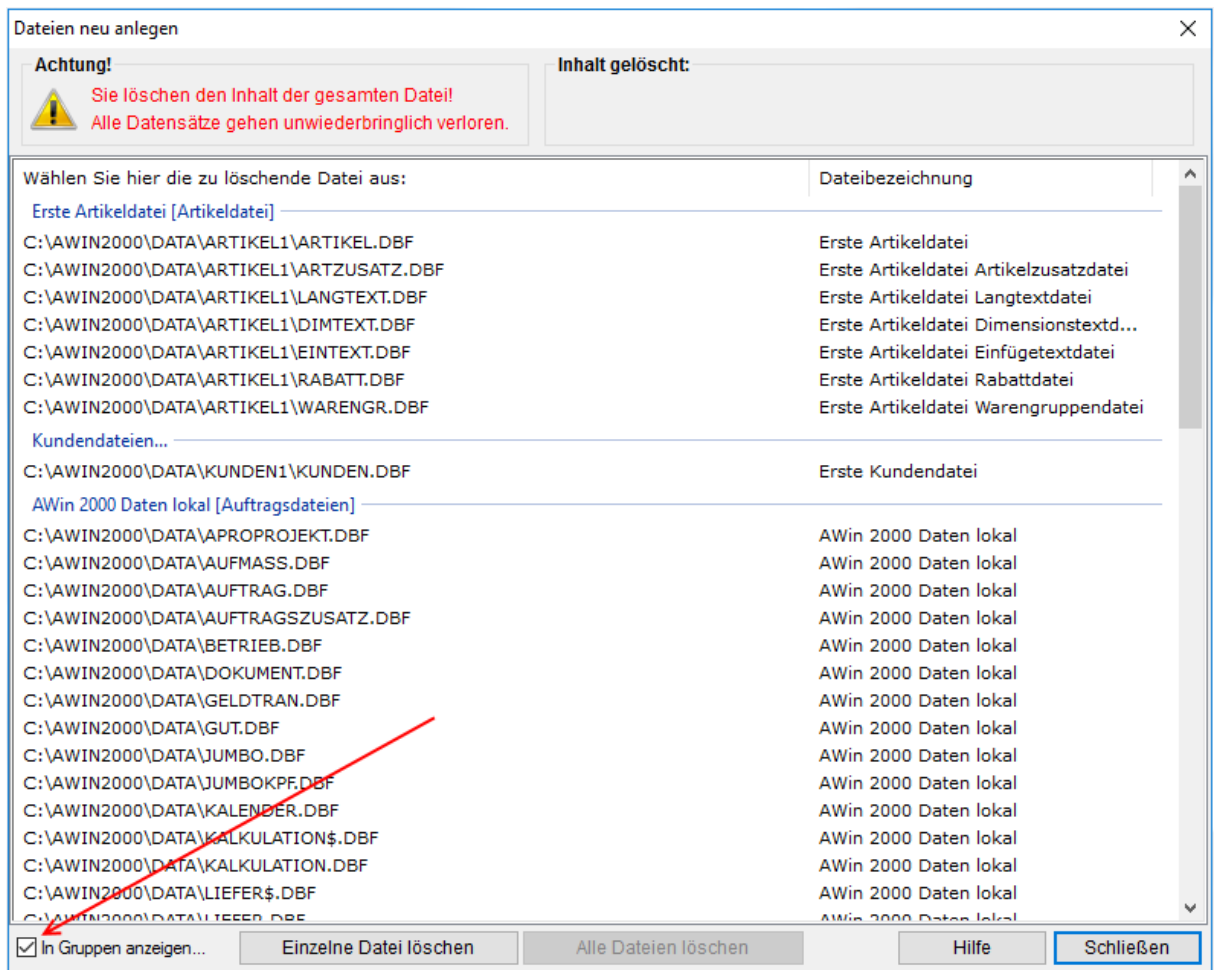 Dateien neu anlegen
Achtung!
Sie löschen den Inhalt der gesamten Datei!
Alle Datensätze gehen unwiederbringlich verloren.
Inhalt gelöscht:
Wählen Sie hier die zu löschende Datei aus: Dateibezeichnung
Erste Artikeldatei [Artikeldatei]
C:\AWIN2000\DATA\ARTIKEL1\ARTIKEL.DBF Erste Artikeldatei
C:\AWIN2000\DATA\ARTIKEL1\ARTZUSATZ.DBF Erste Artikeldatei Artikelzusatzdatei
C:\AWIN2000\DATA\ARTIKEL1\LANGTEXT.DBF Erste Artikeldatei Langtextdatei
C:\AWIN2000\DATA\ARTIKEL1\DIMTEXT.DBF Erste Artikeldatei Dimensionstextd...
C:\AWIN2000\DATA\ARTIKEL1\EINTEXT.DBF Erste Artikeldatei Einfügetextdatei
C:\AWIN2000\DATA\ARTIKEL1\RABATT.DBF Erste Artikeldatei Rabattdatei
C:\AWIN2000\DATA\ARTIKEL1\WARENGR.DBF Erste Artikeldatei Warengruppendatei
Kundendateien...
C:\AWIN2000\DATA\KUNDEN1\KUNDEN.DBF Erste Kundendatei
AWin 2000 Daten lokal [Auftragsdateien]
C:\AWIN2000\DATA\APROPROJEKT.DBF AWin 2000 Daten lokal
C:\AWIN2000\DATA\AUFMASS.DBF AWin 2000 Daten lokal
C:\AWIN2000\DATA\AUFTRAG.DBF AWin 2000 Daten lokal
C:\AWIN2000\DATA\AUFTRAGSZUSATZ.DBF AWin 2000 Daten lokal
C:\AWIN2000\DATA\BETRIEB.DBF AWin 2000 Daten lokal
C:\AWIN2000\DATA\DOKUMENT.DBF AWin 2000 Daten lokal
C:\AWIN2000\DATA\GELDTRAN.DBF AWin 2000 Daten lokal
C:\AWIN2000\DATA\GUT.DBF AWin 2000 Daten lokal
C:\AWIN2000\DATA\JUMBO.DBF AWin 2000 Daten lokal
C:\AWIN2000\DATA\JUMBOKPF.DBF AWin 2000 Daten lokal
C:\AWIN2000\DATA\KALENDER.DBF AWin 2000 Daten lokal
C:\AWIN2000\DATA\KALKULATION$.DBF AWin 2000 Daten lokal
C:\AWIN2000\DATA\KALKULATION.DBF AWin 2000 Daten lokal
C:\AWIN2000\DATA\LIEFER$.DBF AWin 2000 Daten lokal
C:\AWIN2000\DATA\LIEFER.DBF AWin 2000 Daten lokal
In Gruppen anzeigen... Einzelne Datei löschen Alle Dateien löschen Hilfe Schließen